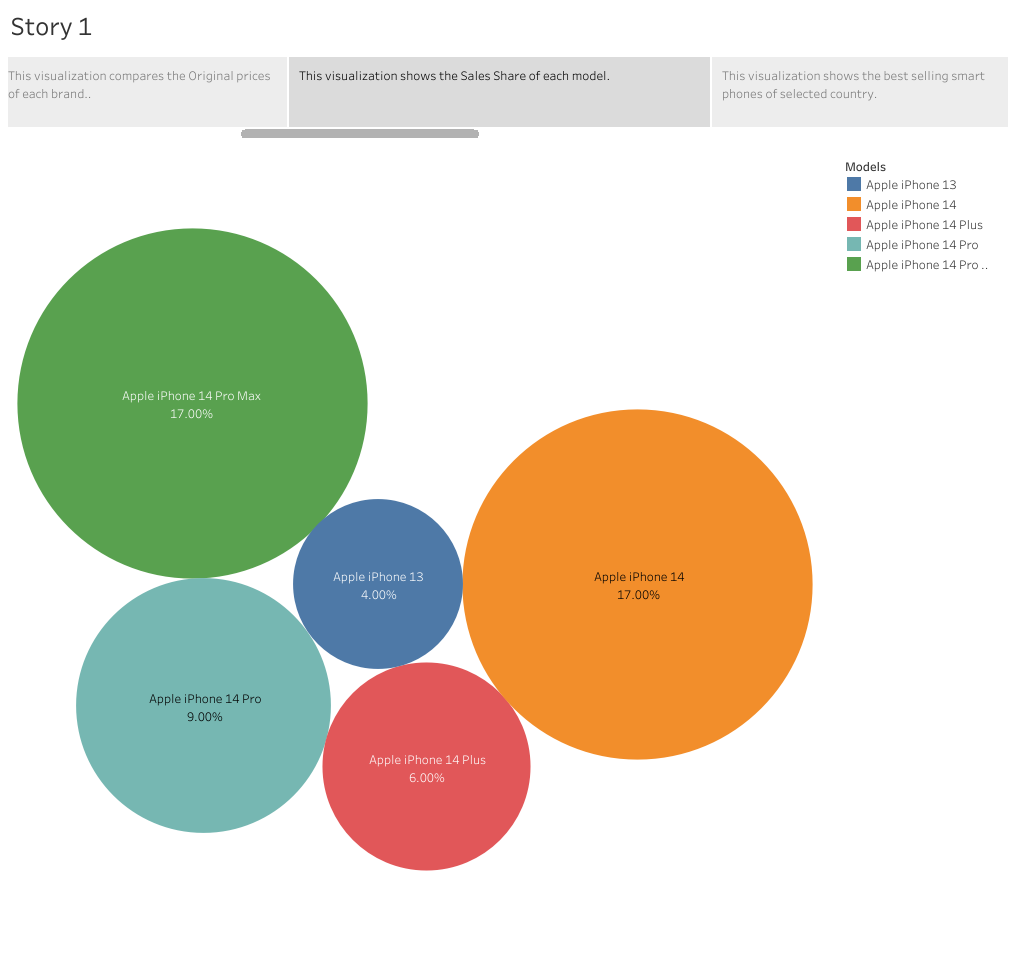 Story 1
This visualization compares the Original prices
of each brand..
This visualization shows the Sales Share of each model.
This visualization shows the best selling smart
phones of selected country.
Models
Apple iPhone 13
Apple iPhone 14
Apple iPhone 14 Plus
Apple iPhone 14 Pro
Apple iPhone 14 Pro ..
Apple iPhone 14 Pro Max
17.00%
Apple iPhone 13
4.00%
Apple iPhone 14
17.00%
Apple iPhone 14 Pro
9.00%
Apple iPhone 14 Plus
6.00%